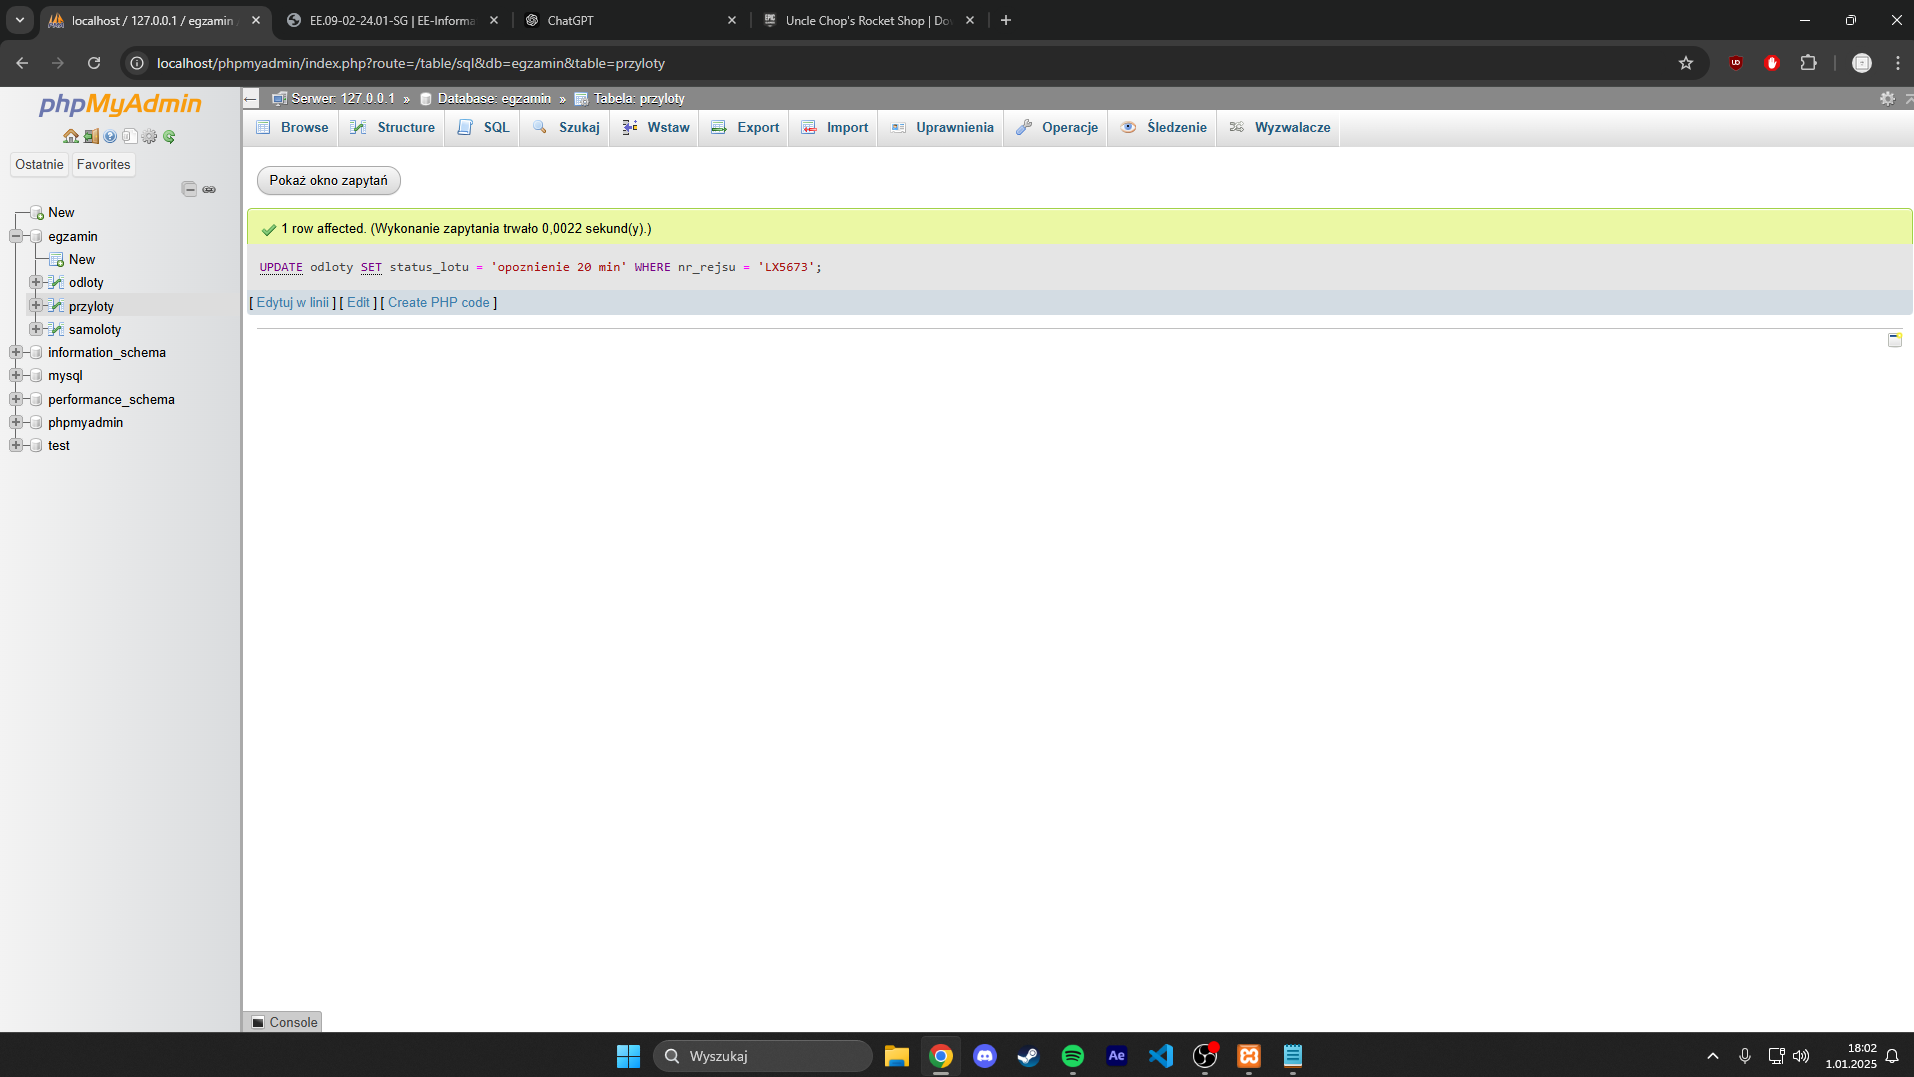 localhost / 127.0.0.1 / egzamin
EE.09-02-24.01-SG | EE-Informa
ChatGPT
Uncle Chop's Rocket Shop | Do
localhost/phpmyadmin/index.php?route=/table/sql&db=egzamin&table=przyloty
phpMyAdmin
Ostatnie
Favorites
New
egzamin
New
odloty
przyloty
samoloty
information_schema
mysql
performance_schema
phpmyadmin
test
Serwer: 127.0.0.1 » Database: egzamin » Tabela: przyloty
Browse
Structure
SQL
Szukaj
Wstaw
Export
Import
Uprawnienia
Operacje
Śledzenie
Wyzwalacze
Pokaż okno zapytań
1 row affected. (Wykonanie zapytania trwało 0,0022 sekund(y).)
UPDATE odloty SET status_lotu = 'opoznienie 20 min' WHERE nr_rejsu = 'LX5673';
[ Edytuj w linii ] [ Edit ] [ Create PHP code ]
Console
Wyszukaj
Ae
18:02
1.01.2025